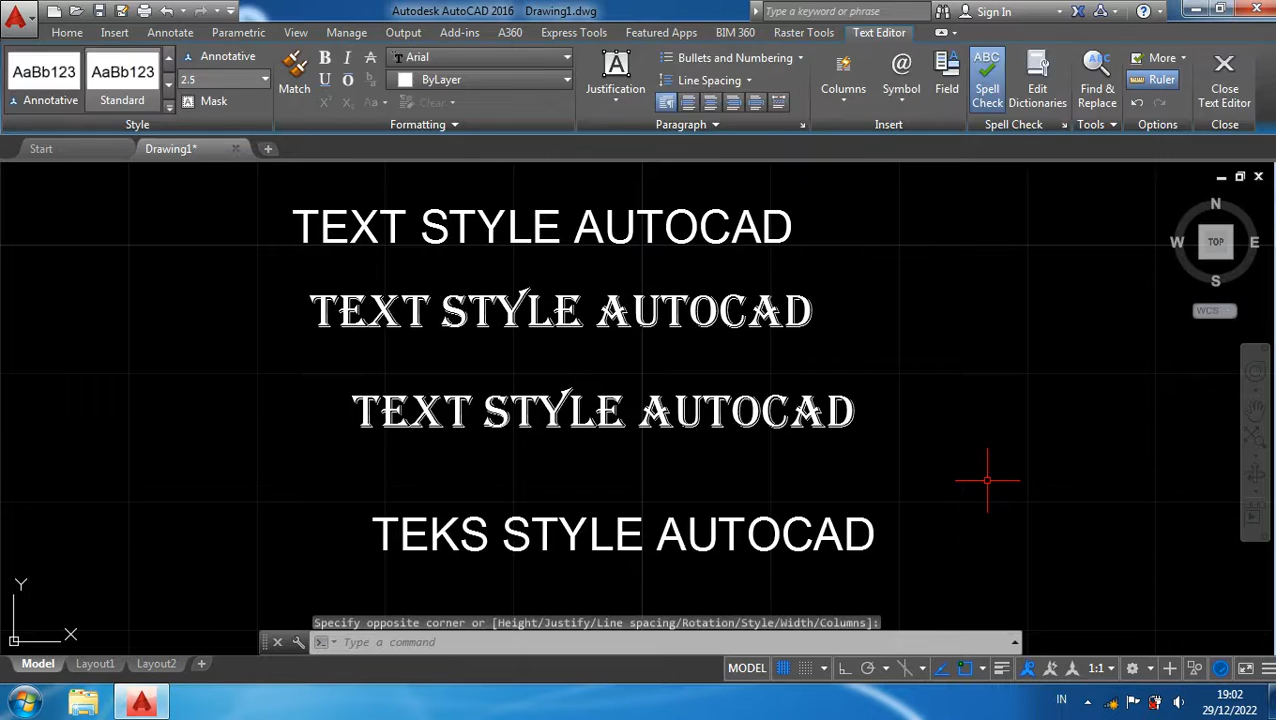 Autodesk AutoCAD 2016 Drawing1.dwg
Type a keyword or phrase
Sign In
Home Insert Annotate Parametric View Manage Output Add-ins A360 Express Tools Featured Apps BIM 360 Raster Tools Text Editor
AaBb123 AaBb123 Annotative
Annotative Standard
2.5
Mask
Style
Match
B I A
U O
Aa
Clear
Arial
ByLayer
Formatting
A
Justification
Bullets and Numbering
Line Spacing
Paragraph
Columns
@
Symbol
Field
Insert
ABC
Spell
Check
Edit
Dictionaries
Spell Check
Find &
Replace
Tools
More
Ruler
Options
Close
Text Editor
Close
Start Drawing1*
TEXT STYLE AUTOCAD
TEXT STYLE AUTOCAD
TEXT STYLE AUTOCAD
TEKS STYLE AUTOCAD
N
W TOP E
S
WCS
Y
X
Specify opposite corner or [Height/Justify/Line spacing/Rotation/Style/Width/Columns]:
Type a command
Model Layout1 Layout2
MODEL
1:1
IN
19:02
29/12/2022